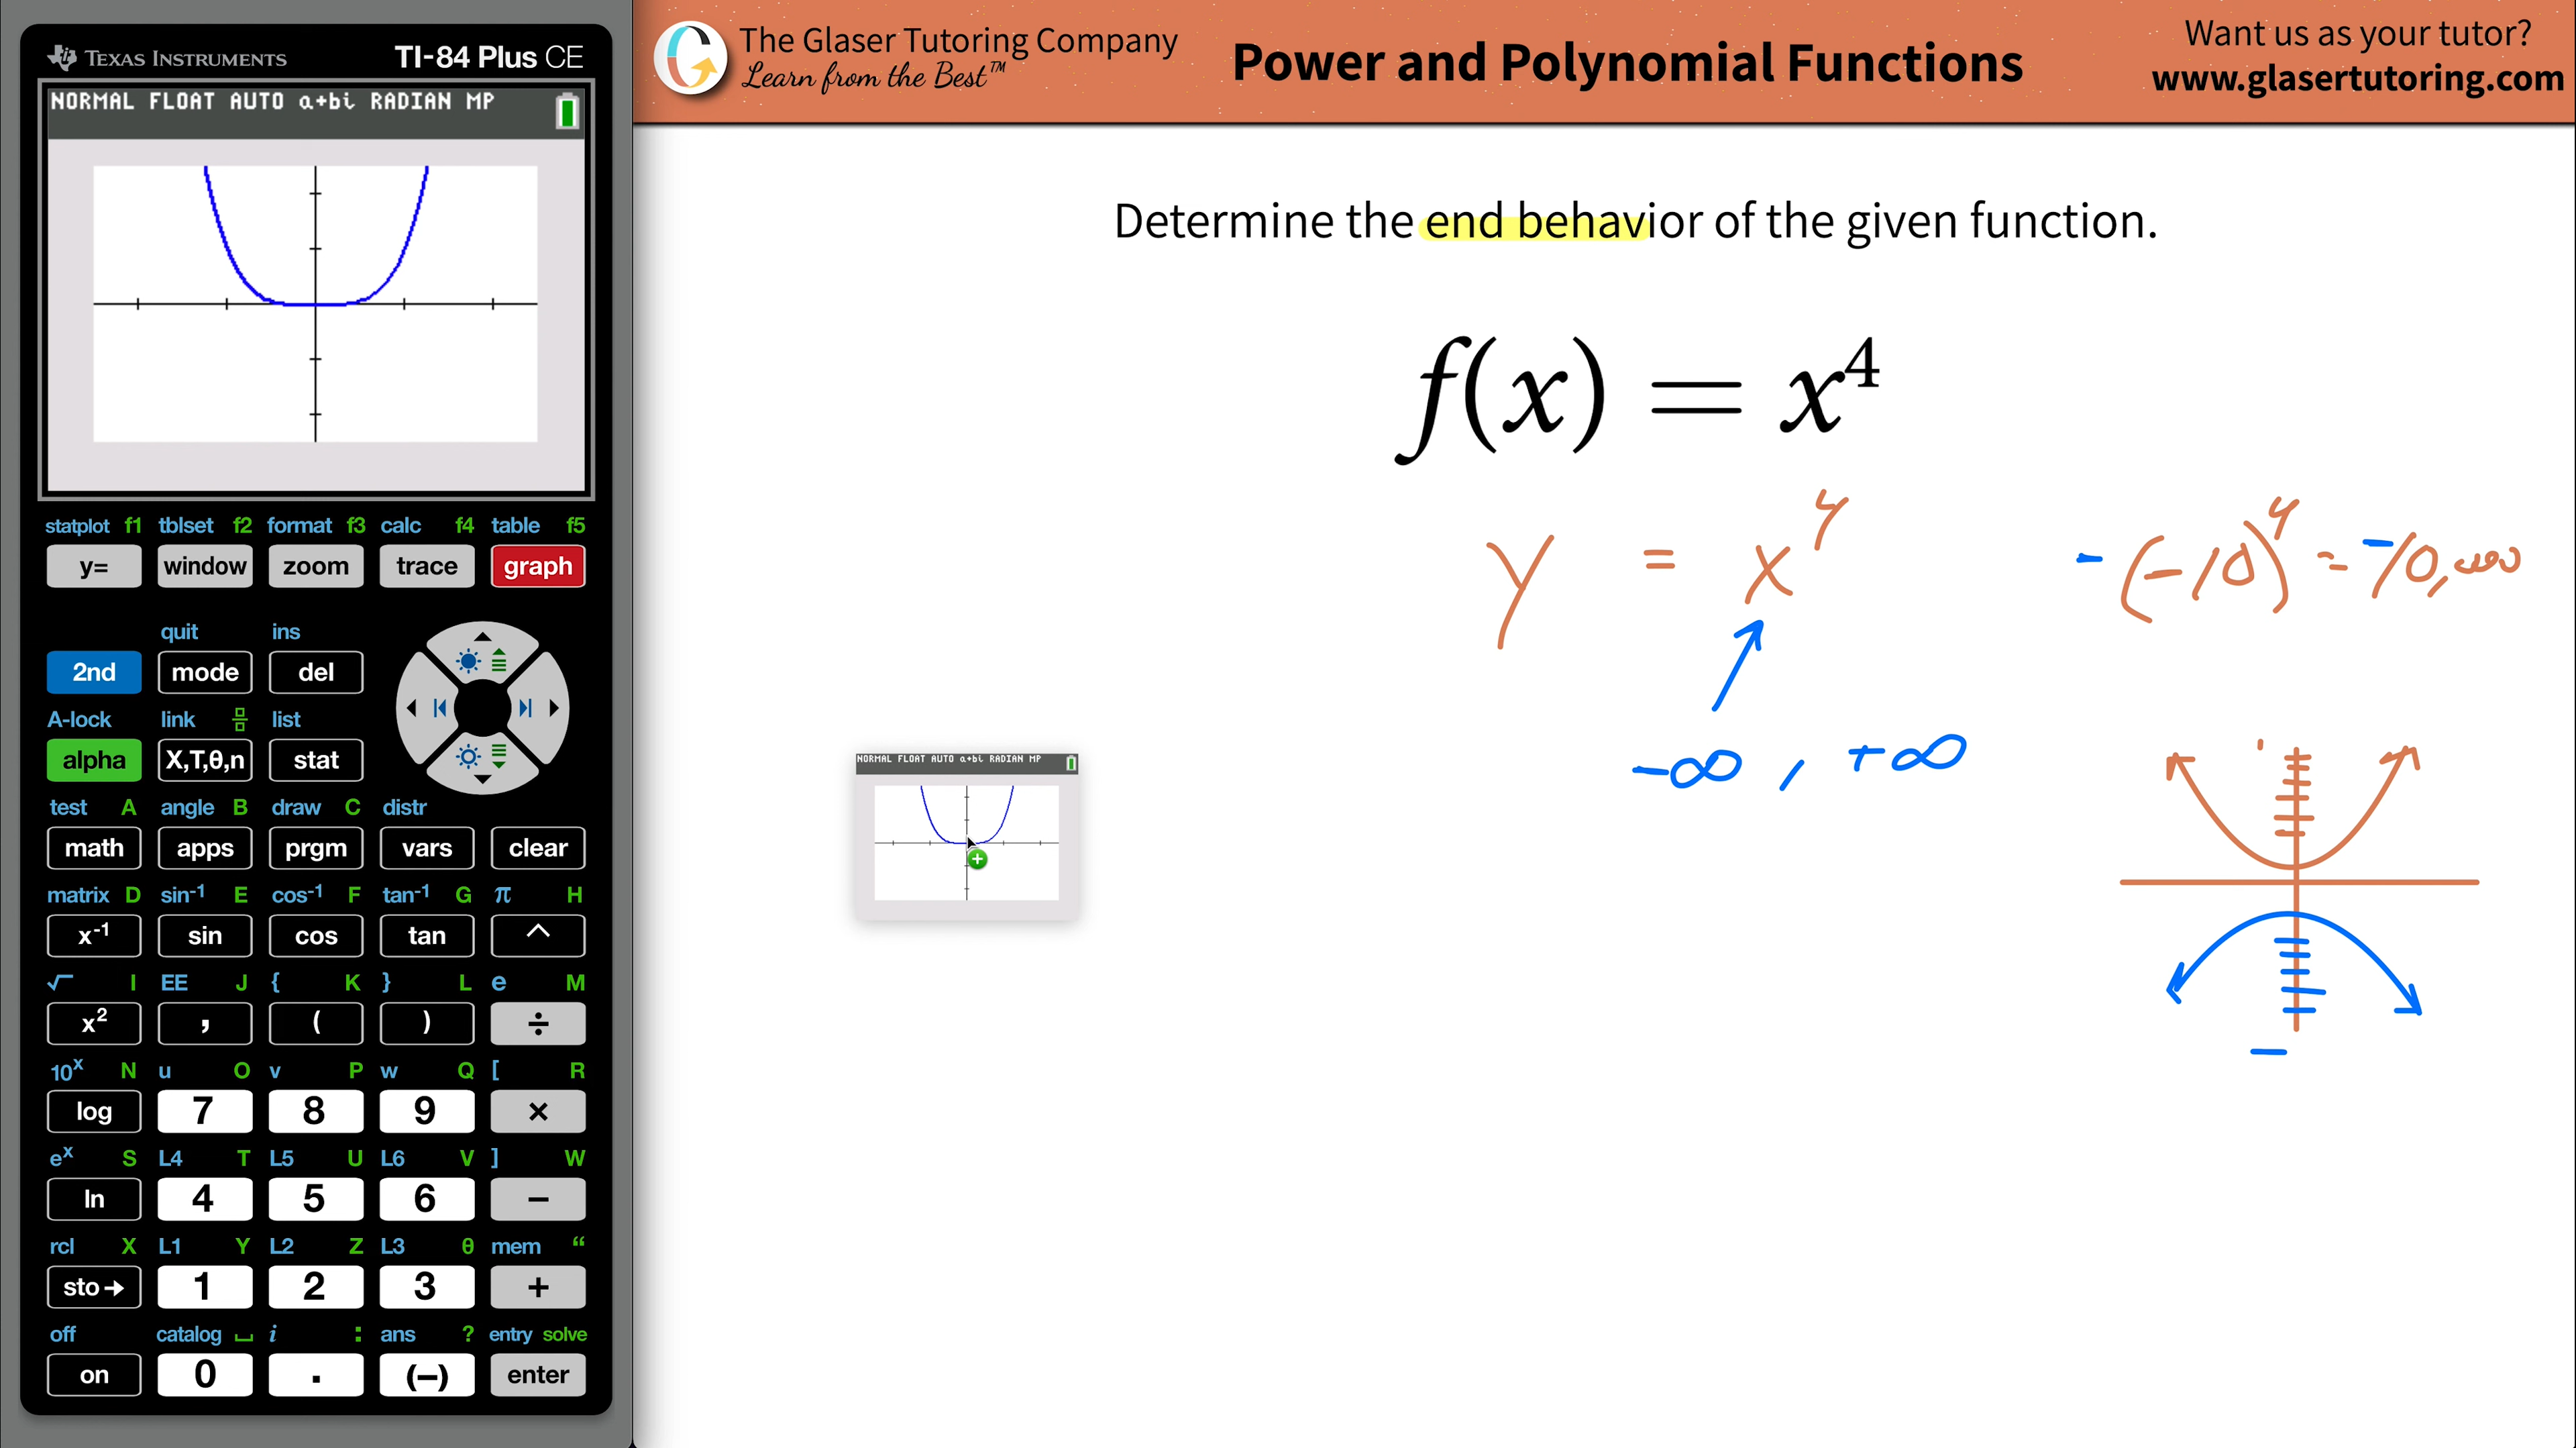 TEXAS INSTRUMENTS TI-84 Plus CE
NORMAL FLOAT AUTO a+bi RADIAN MP
statplot f1 tblset f2 format f3 calc f4 table f5
y= window zoom trace graph
quit ins
2nd mode del
A-lock link list
alpha X,T,θ,n stat
test A angle B draw C distr
math apps prgm vars clear
matrix D sin⁻¹ E cos⁻¹ F tan⁻¹ G π H
x⁻¹ sin cos tan ^
√ I EE J { K } L e M
x² , ( ) ÷
10ˣ N u O v P w Q [ R
log 7 8 9 ×
eˣ S L4 T L5 U L6 V ] W
ln 4 5 6 −
rcl X L1 Y L2 Z L3 θ mem “
sto→ 1 2 3 +
off catalog ⎵ i : ans ? entry solve
on 0 . (−) enter
The Glaser Tutoring Company
Learn from the Best™
Power and Polynomial Functions
Want us as your tutor?
www.glasertutoring.com
Determine the end behavior of the given function.
f(x) = x⁴
y = x⁴
-(-10)⁴ = -10,000
-∞ , +∞
NORMAL FLOAT AUTO a+bi RADIAN MP